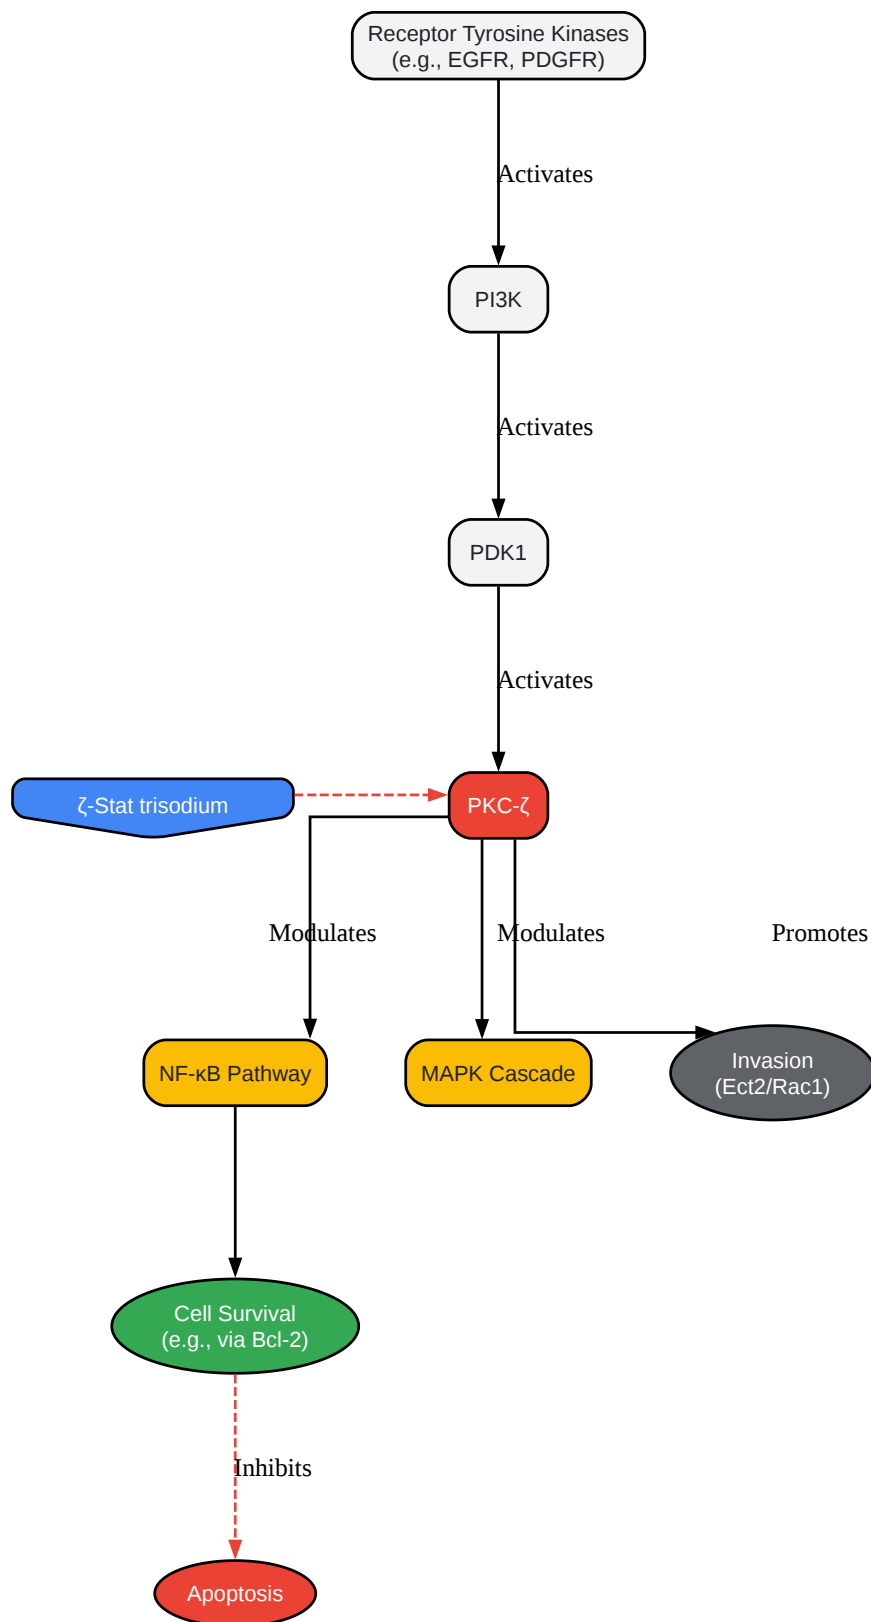 Receptor Tyrosine Kinases
(e.g., EGFR, PDGFR)
Activates
PI3K
Activates
PDK1
Activates
ζ-Stat trisodium
PKC-ζ
Modulates
Modulates
Promotes
NF-κB Pathway
MAPK Cascade
Invasion
(Ect2/Rac1)
Cell Survival
(e.g., via Bcl-2)
Inhibits
Apoptosis